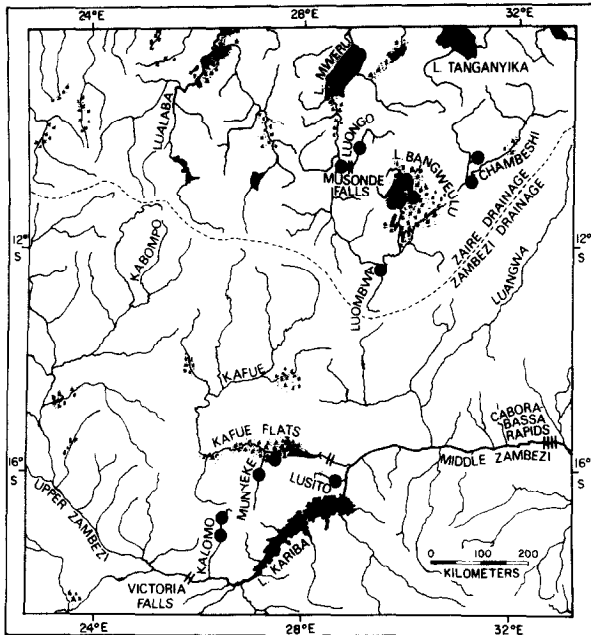 24°E 28°E 32°E
L. MWERU
L. TANGANYIKA
LUALABA
LUONGO
MUSONDE
FALLS
L. BANGWEULU
CHAMBESHI
ZAIRE DRAINAGE
ZAMBEZI DRAINAGE
12°
S
12°
S
KABOMPO
LUOMBWA
LUANGWA
KAFUE
KAFUE FLATS
CABORA-
BASSA
RAPIDS
MIDDLE ZAMBEZI
16°
S
16°
S
MUNYEKE
LUSITO
UPPER ZAMBEZI
KALOMO
L. KARIBA
VICTORIA
FALLS
0 100 200
KILOMETERS
24°E 28°E 32°E